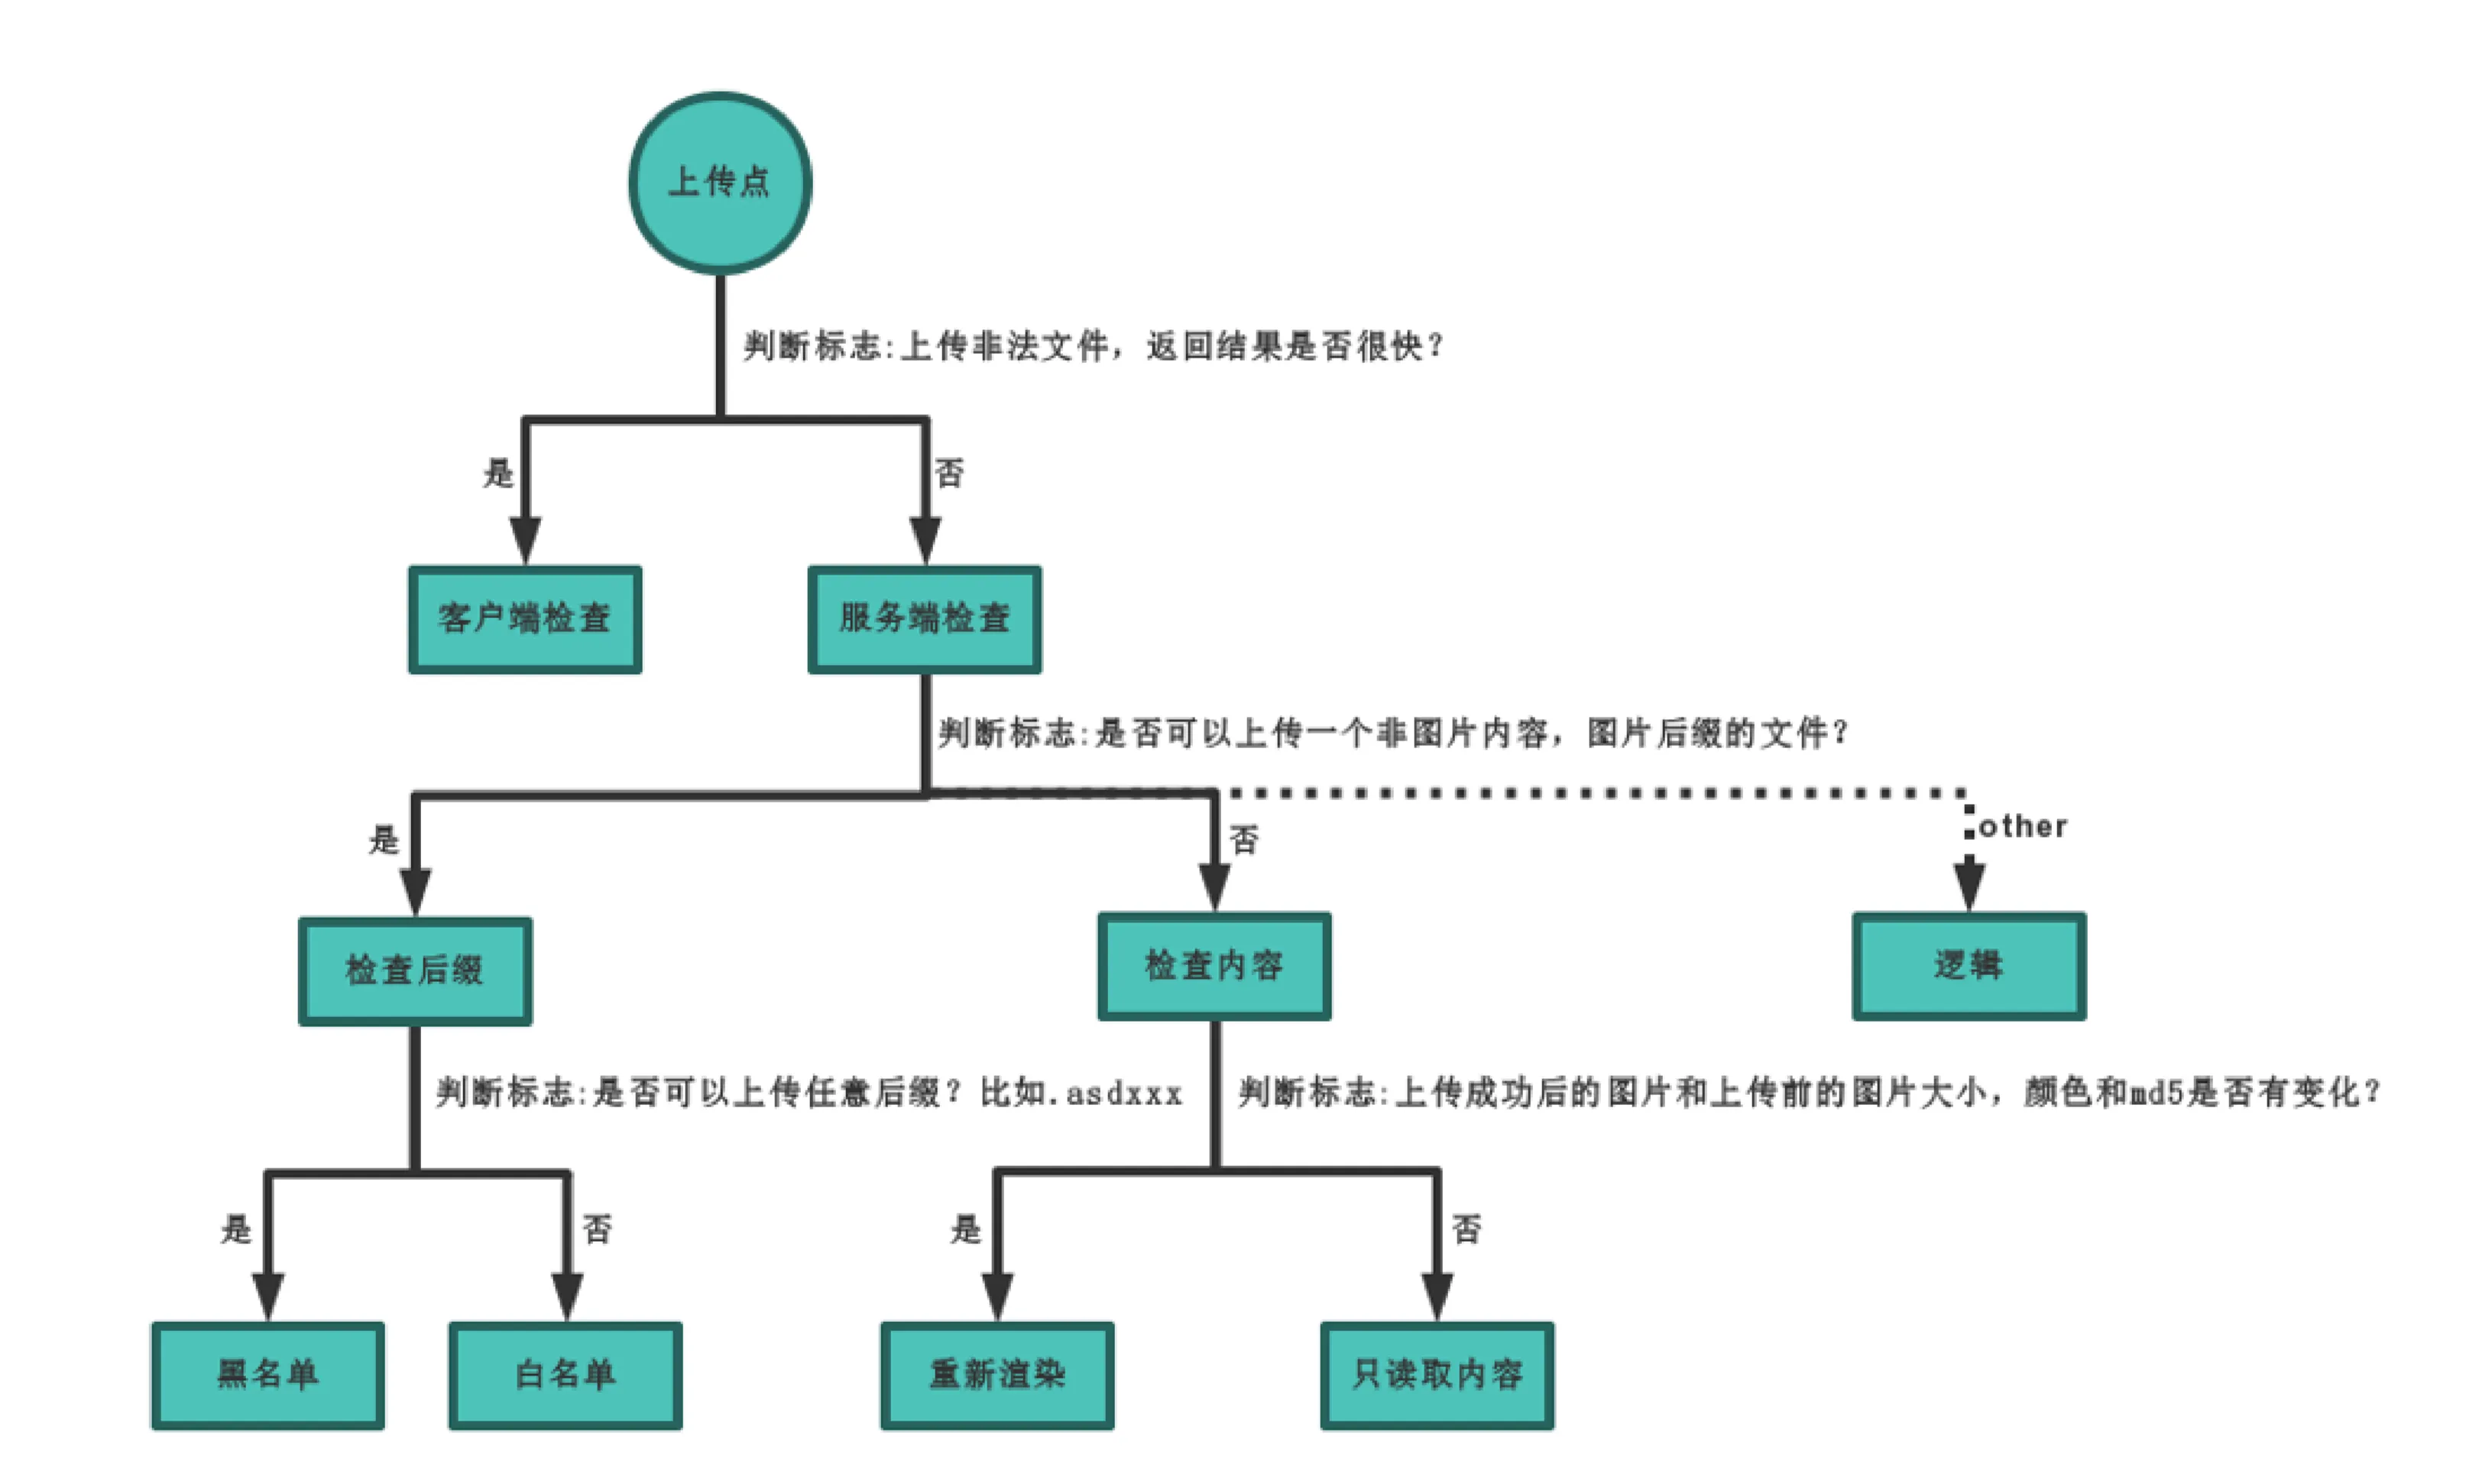 上传点
判断标志:上传非法文件，返回结果是否很快？
是
否
客户端检查
服务端检查
判断标志:是否可以上传一个非图片内容，图片后缀的文件？
是
否
other
检查后缀
检查内容
逻辑
判断标志:是否可以上传任意后缀？比如.asdxxx
判断标志:上传成功后的图片和上传前的图片大小，颜色和md5是否有变化？
是
否
是
否
黑名单
白名单
重新渲染
只读取内容